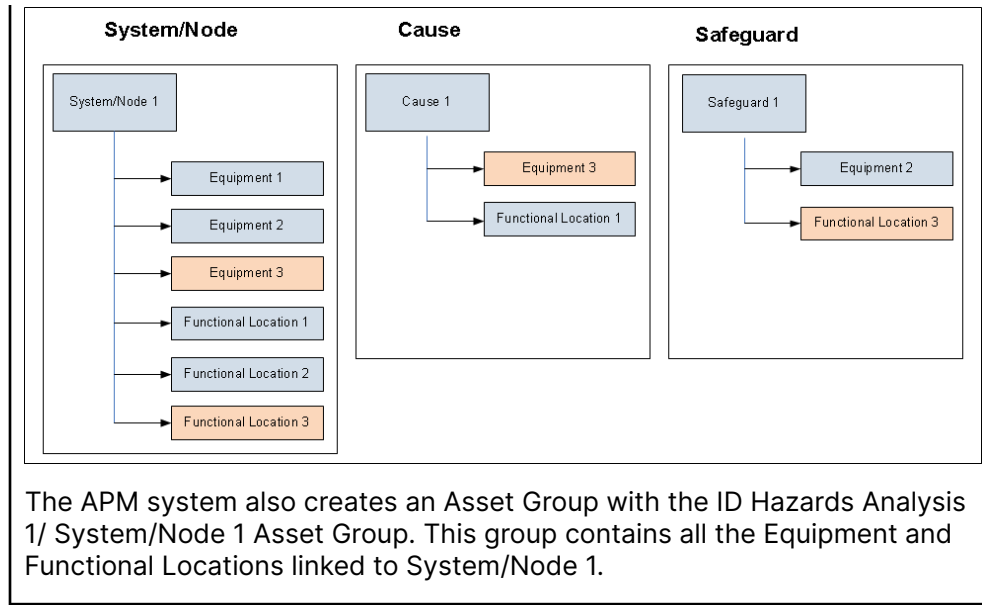 System/Node
Cause
Safeguard
System/Node 1
Equipment 1
Equipment 2
Equipment 3
Functional Location 1
Functional Location 2
Functional Location 3
Cause 1
Equipment 3
Functional Location 1
Safeguard 1
Equipment 2
Functional Location 3
The APM system also creates an Asset Group with the ID Hazards Analysis
1/ System/Node 1 Asset Group. This group contains all the Equipment and
Functional Locations linked to System/Node 1.